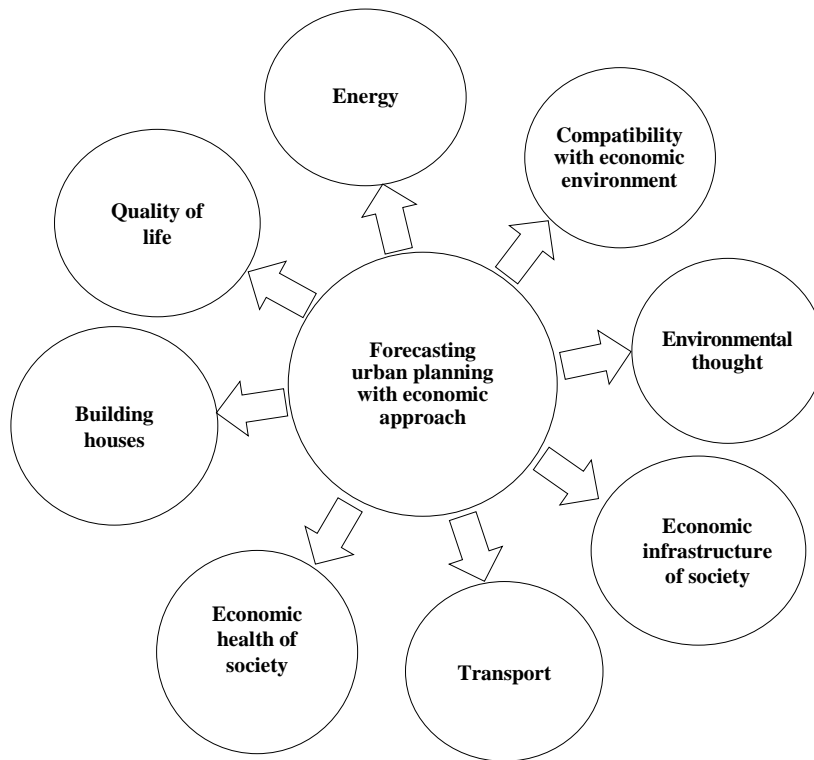 Energy
Compatibility
with economic
environment
Quality of
life
Environmental
thought
Forecasting
urban planning
with economic
approach
Building
houses
Economic
infrastructure
of society
Economic
health of
society
Transport